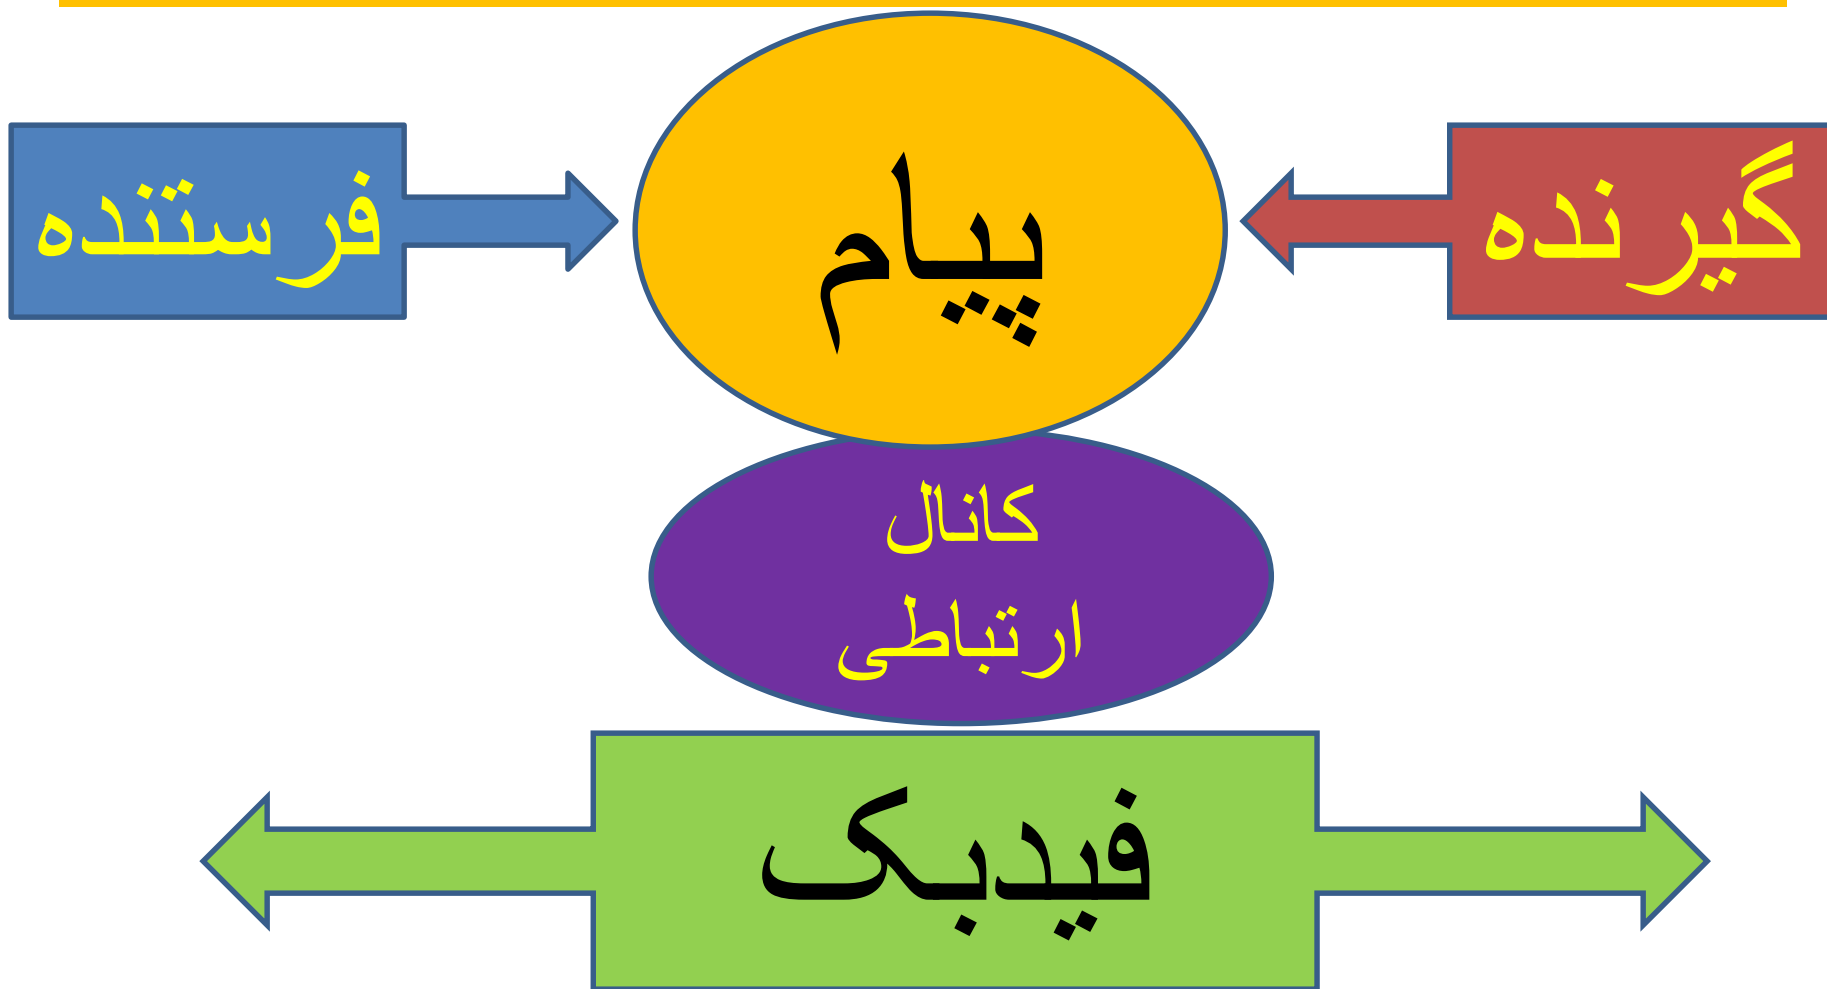 پیام
گیرنده
فرستنده
کانال
ارتباطی
فیدبک